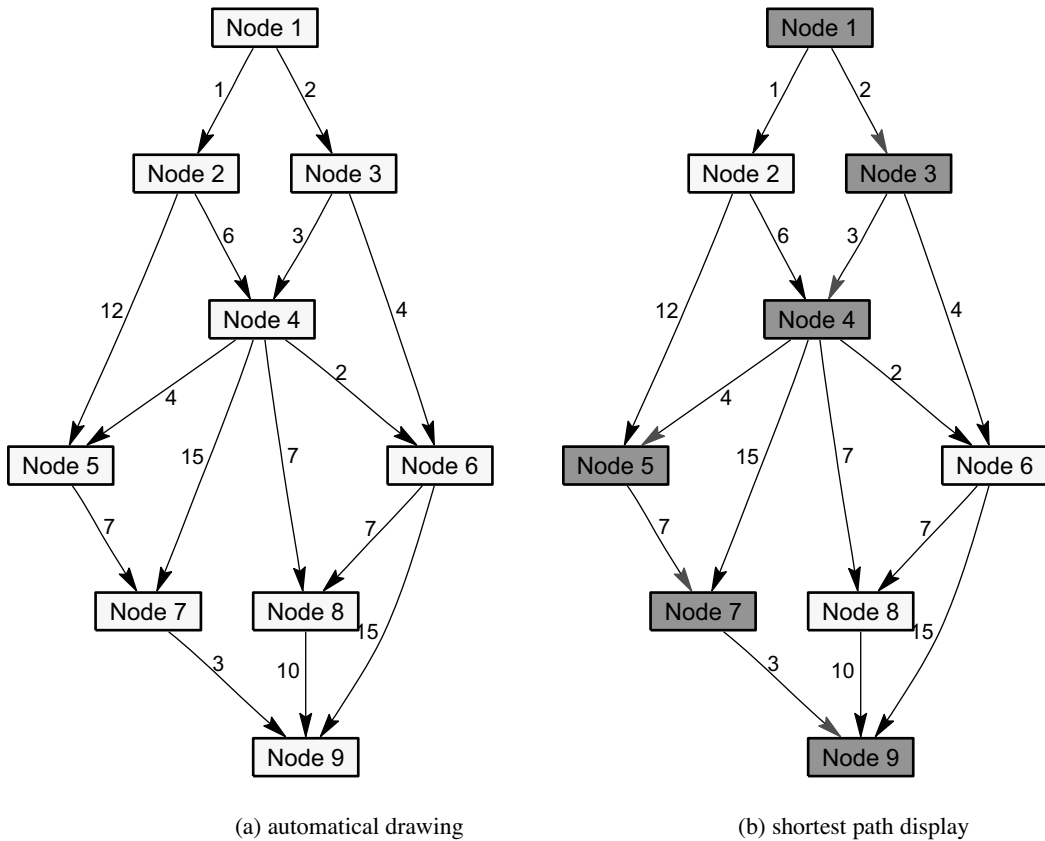 Node 1
1
2
Node 2
Node 3
6
3
12
Node 4
4
4
2
15
7
Node 5
Node 6
7
7
Node 7
Node 8
15
3
10
Node 9
(a) automatical drawing
Node 1
1
2
Node 2
Node 3
6
3
12
Node 4
4
4
2
15
7
Node 5
Node 6
7
7
Node 7
Node 8
15
3
10
Node 9
(b) shortest path display